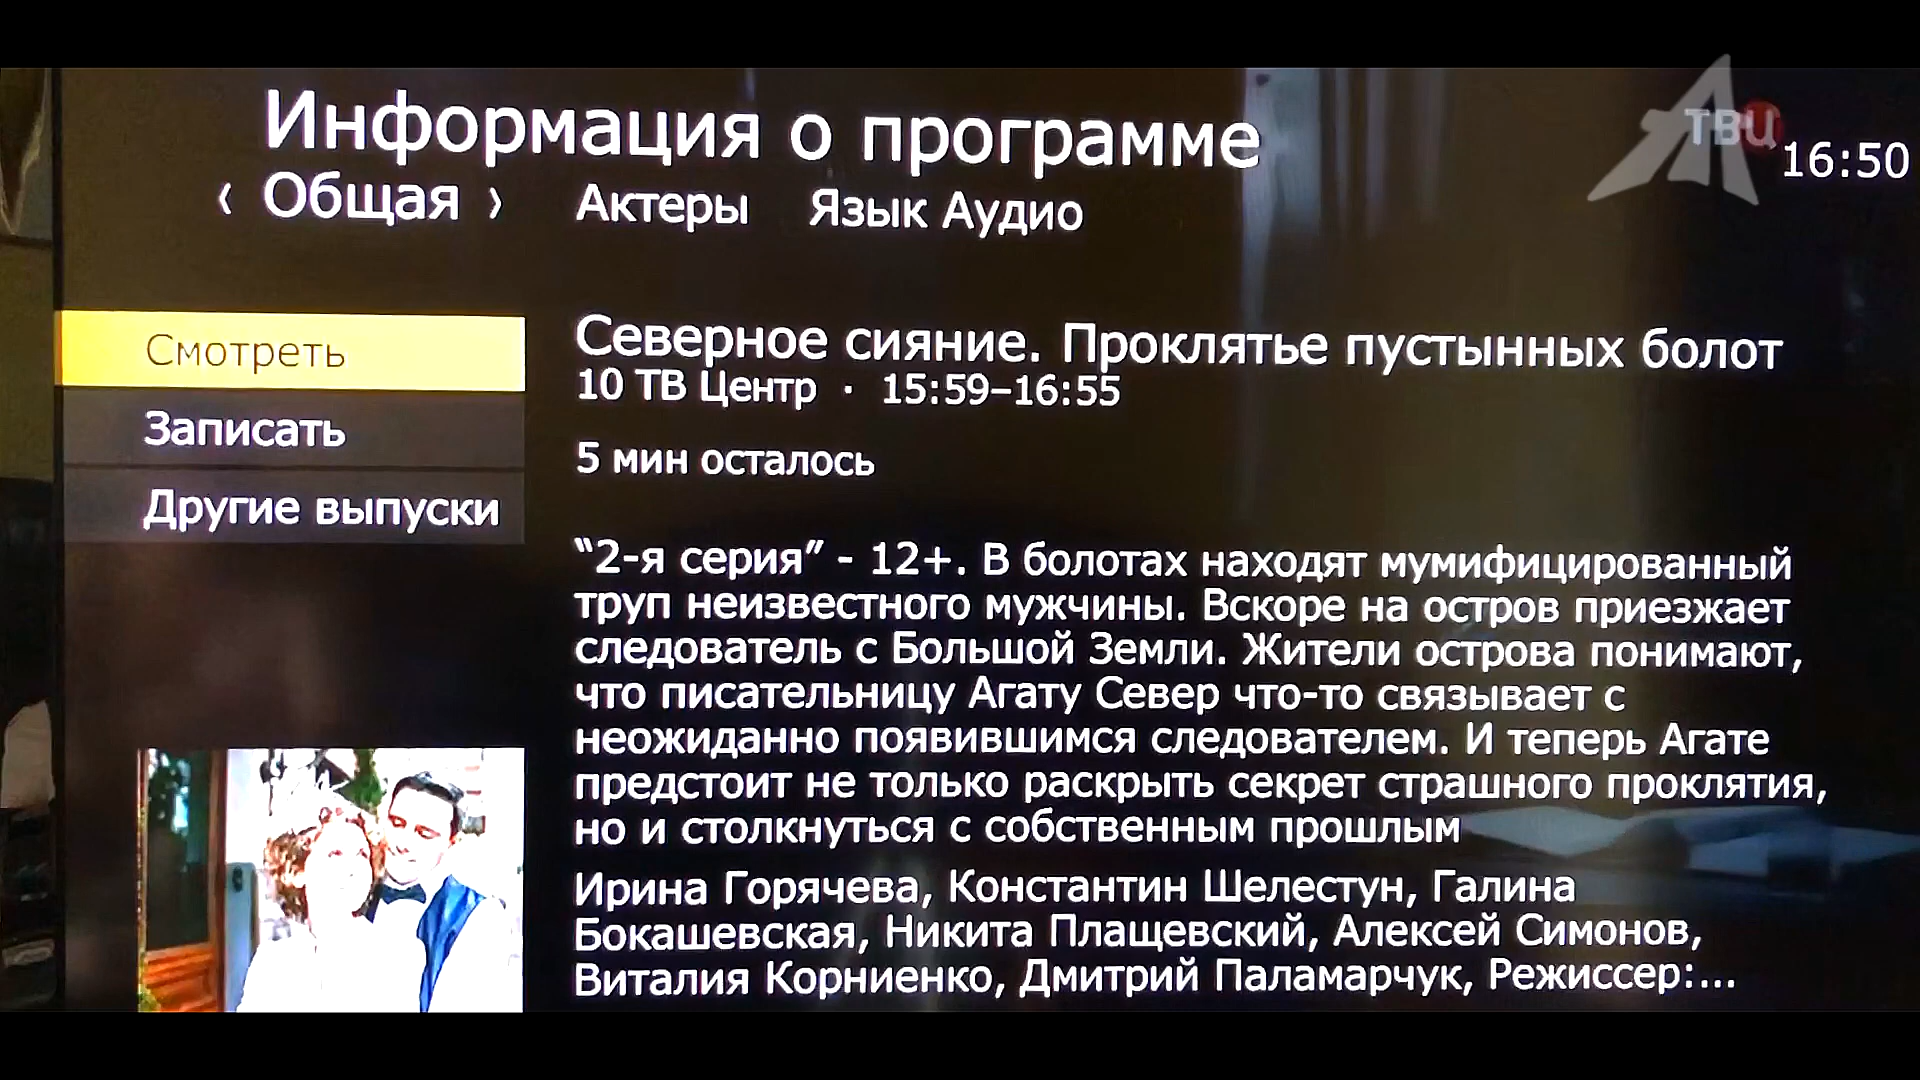 Информация о программе
ТВЦ
16:50
‹ Общая › Актеры Язык Аудио
Смотреть
Записать
Другие выпуски
Северное сияние. Проклятье пустынных болот
10 ТВ Центр · 15:59–16:55
5 мин осталось
“2-я серия” - 12+. В болотах находят мумифицированный
труп неизвестного мужчины. Вскоре на остров приезжает
следователь с Большой Земли. Жители острова понимают,
что писательницу Агату Север что-то связывает с
неожиданно появившимся следователем. И теперь Агате
предстоит не только раскрыть секрет страшного проклятия,
но и столкнуться с собственным прошлым
Ирина Горячева, Константин Шелестун, Галина
Бокашевская, Никита Плащевский, Алексей Симонов,
Виталия Корниенко, Дмитрий Паламарчук, Режиссер:...